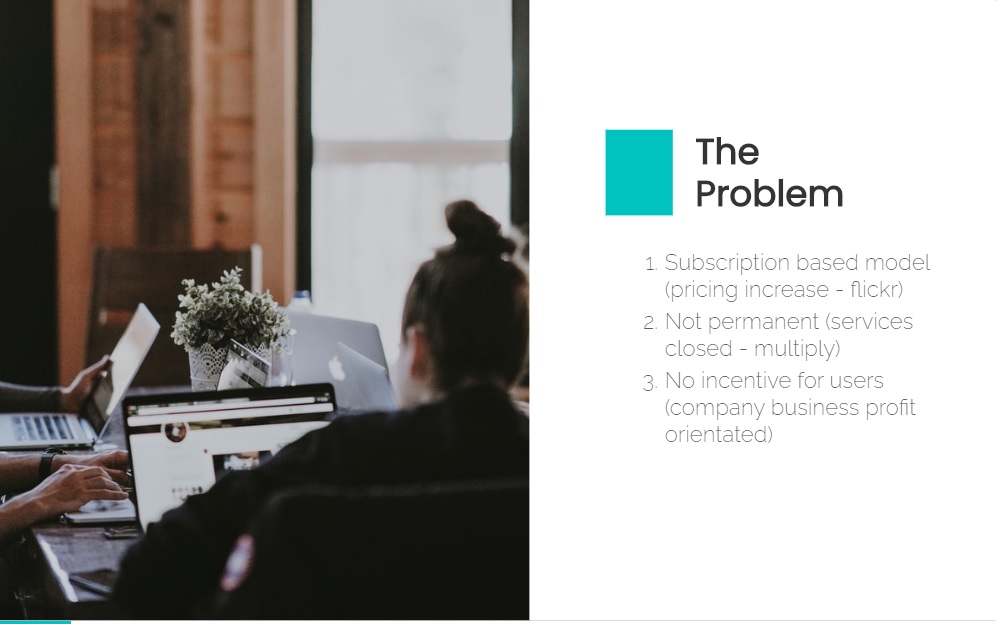 The
Problem
1. Subscription based model
(pricing increase - flickr)
2. Not permanent (services
closed - multiply)
3. No incentive for users
(company business profit
orientated)